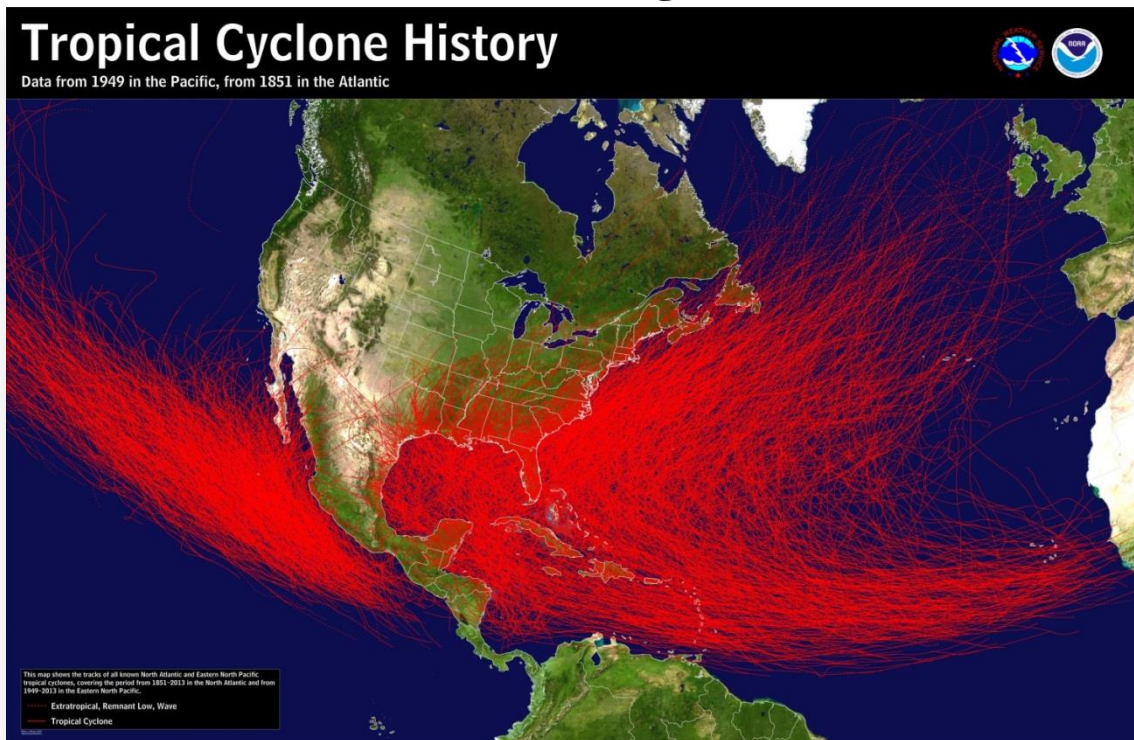 Tropical Cyclone History
Data from 1949 in the Pacific, from 1851 in the Atlantic
NOAA
This map shows the tracks of all known North Atlantic and Eastern North Pacific
tropical cyclones, covering the period from 1851-2013 in the North Atlantic and from
1949-2013 in the Eastern North Pacific.
Extratropical, Remnant Low, Wave
Tropical Cyclone